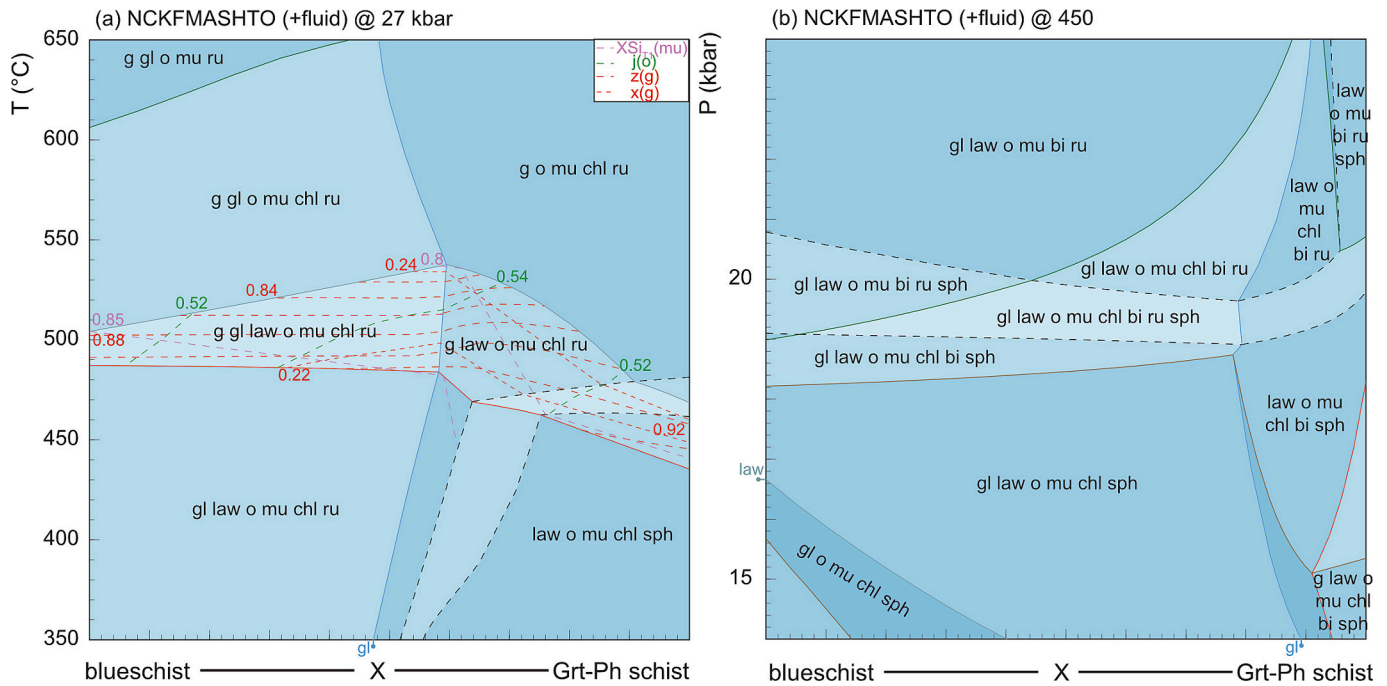 (a) NCKFMASHTO (+fluid) @ 27 kbar
T (°C)
650
600
550
500
450
400
350
j(o)
z(g)
x(g)
g gl o mu ru
g o mu chl ru
g gl o mu chl ru
0.24
0.8
0.54
0.84
0.52
0.85
0.88
g gl law o mu chl ru
g law o mu chl ru
0.52
0.22
0.92
gl law o mu chl ru
law o mu chl sph
gl
blueschist
X
Grt-Ph schist
(b) NCKFMASHTO (+fluid) @ 450
P (kbar)
20
15
law
o mu
bi ru
sph
gl law o mu bi ru
law o
mu
chl
bi ru
gl law o mu chl bi ru
gl law o mu bi ru sph
gl law o mu chl bi ru sph
gl law o mu chl bi sph
law o mu
chl bi sph
law
gl law o mu chl sph
gl o mu chl sph
g law o
mu chl
bi sph
gl
blueschist
X
Grt-Ph schist